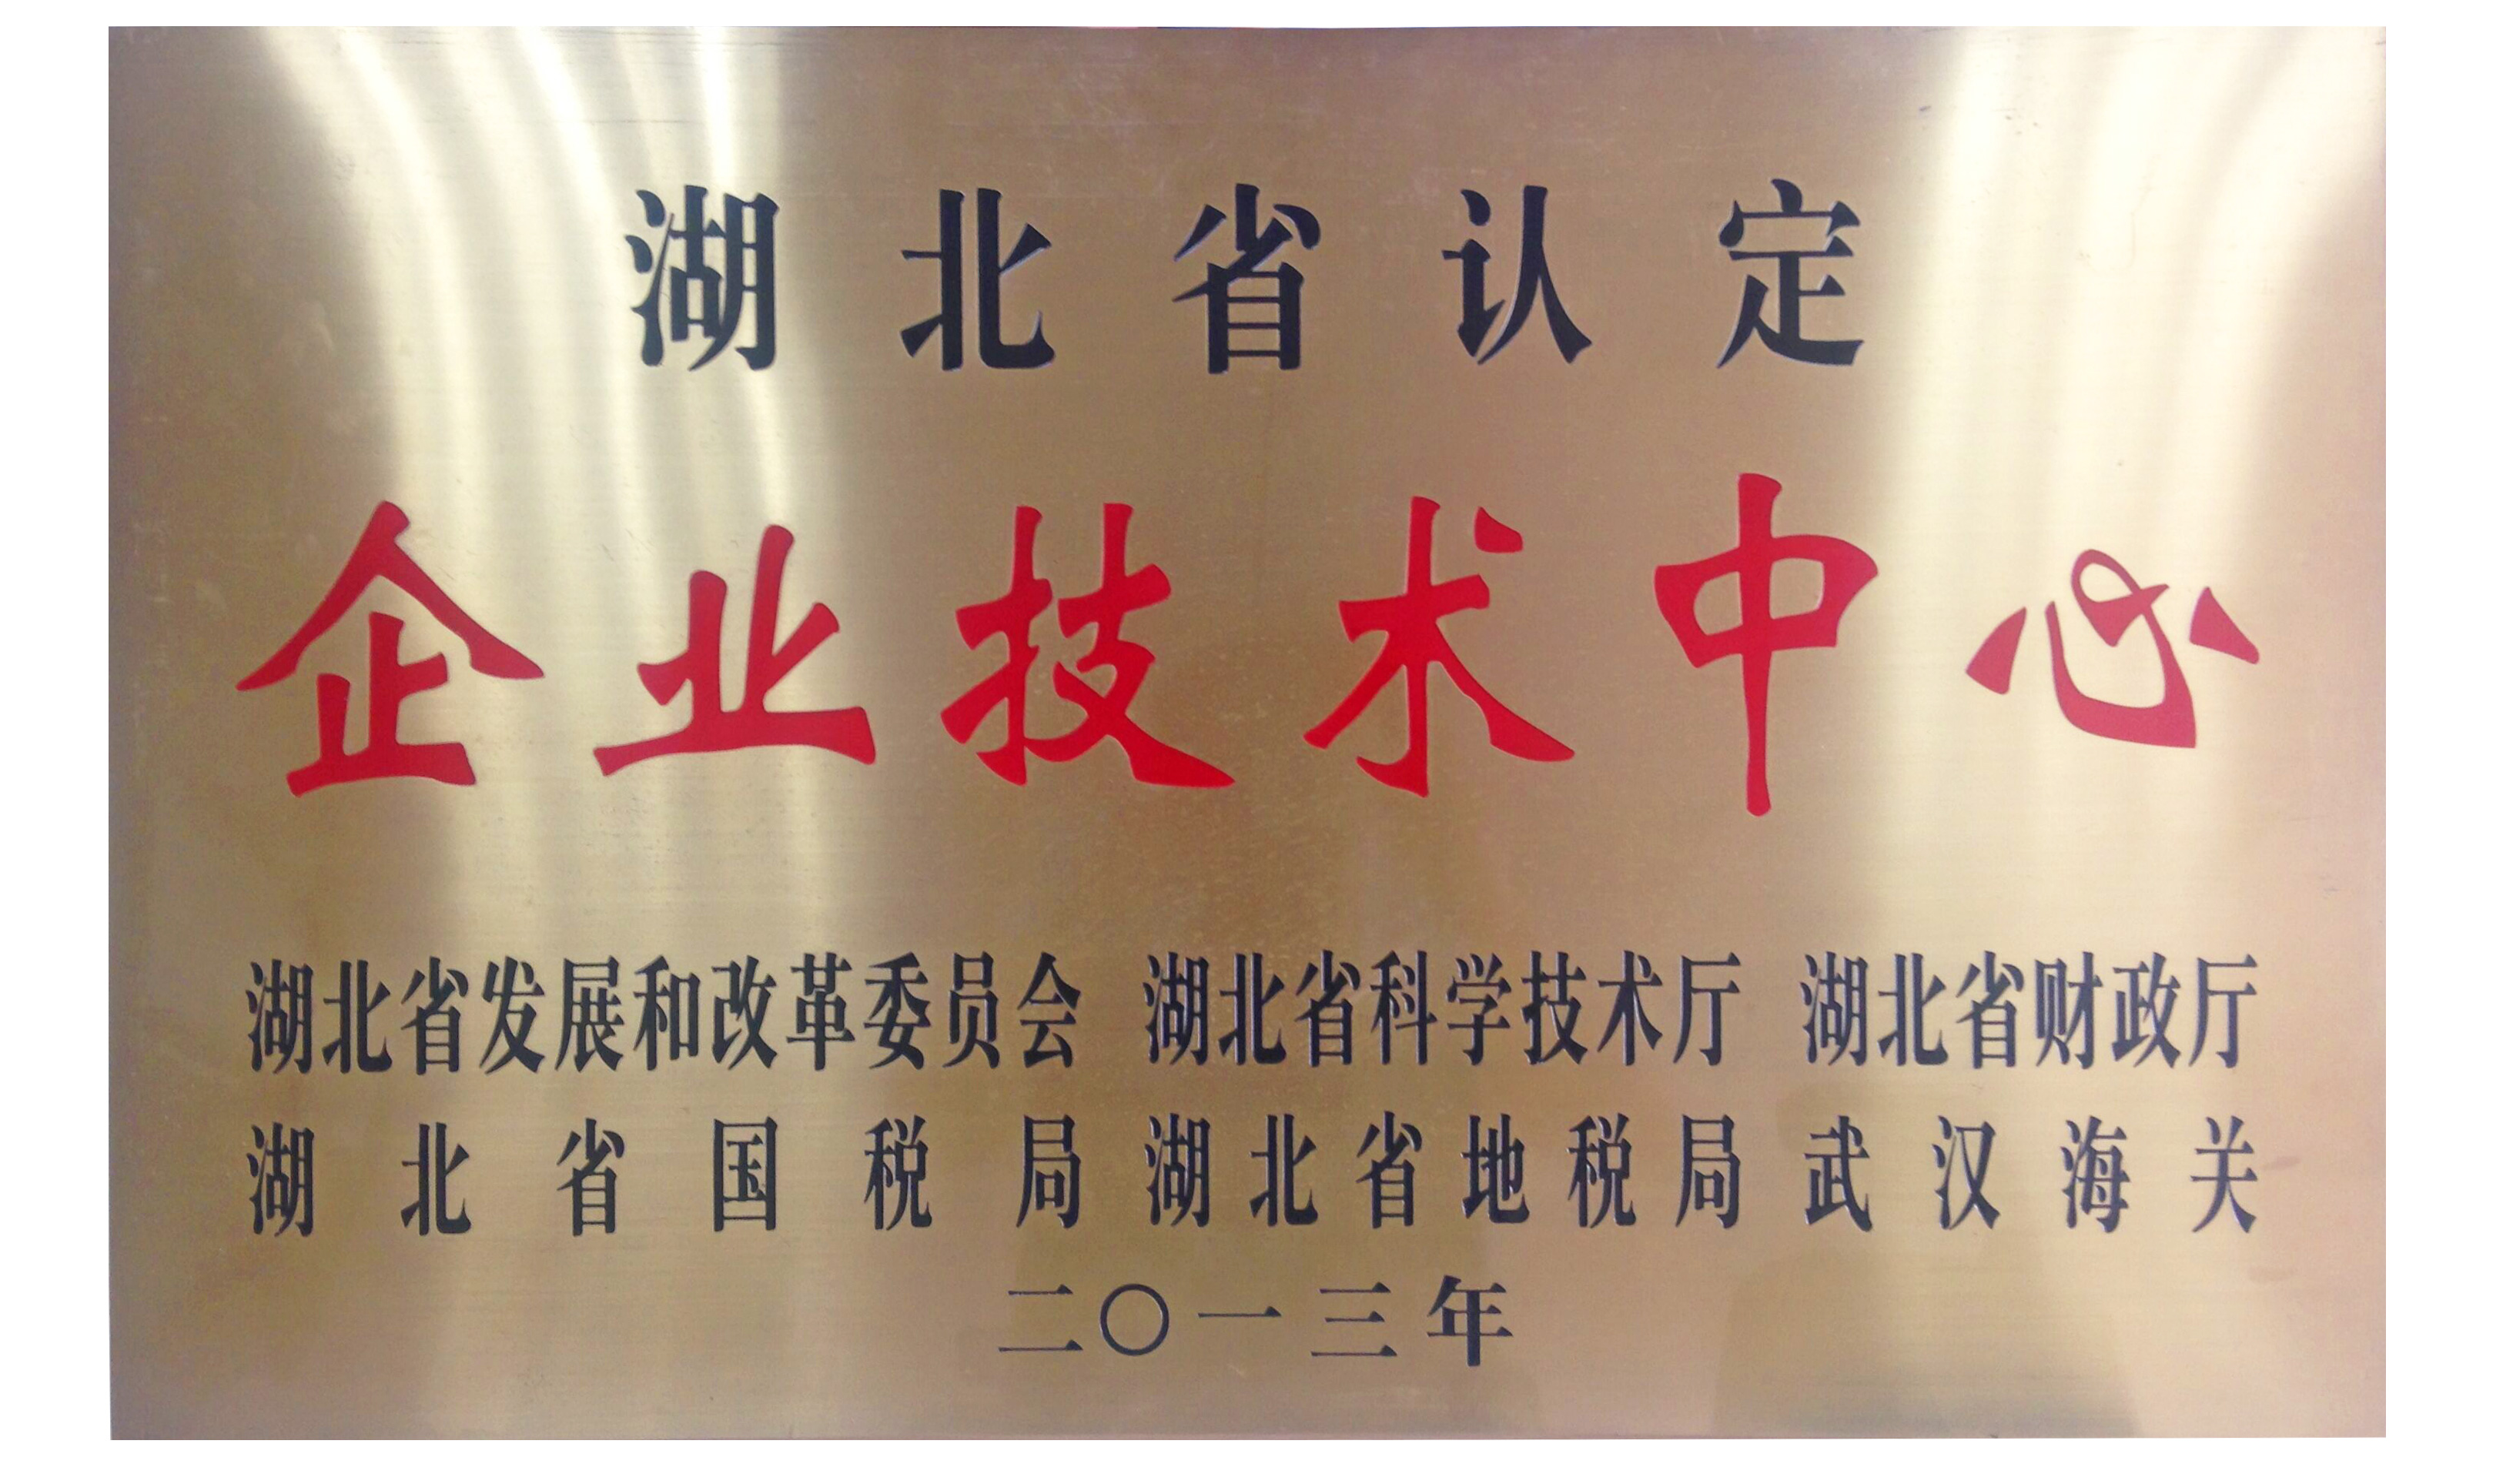 湖北省认定
企业技术中心
湖北省发展和改革委员会 湖北省科学技术厅 湖北省财政厅
湖北省国税局 湖北省地税局 武汉海关
二〇一三年